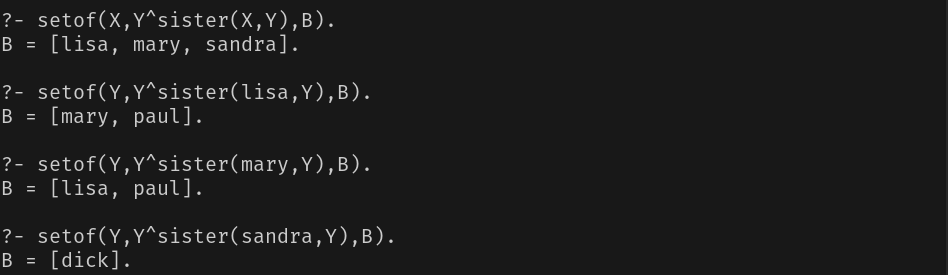 ?- setof(X,Y^sister(X,Y),B).
B = [lisa, mary, sandra].
?- setof(Y,Y^sister(lisa,Y),B).
B = [mary, paul].
?- setof(Y,Y^sister(mary,Y),B).
B = [lisa, paul].
?- setof(Y,Y^sister(sandra,Y),B).
B = [dick].